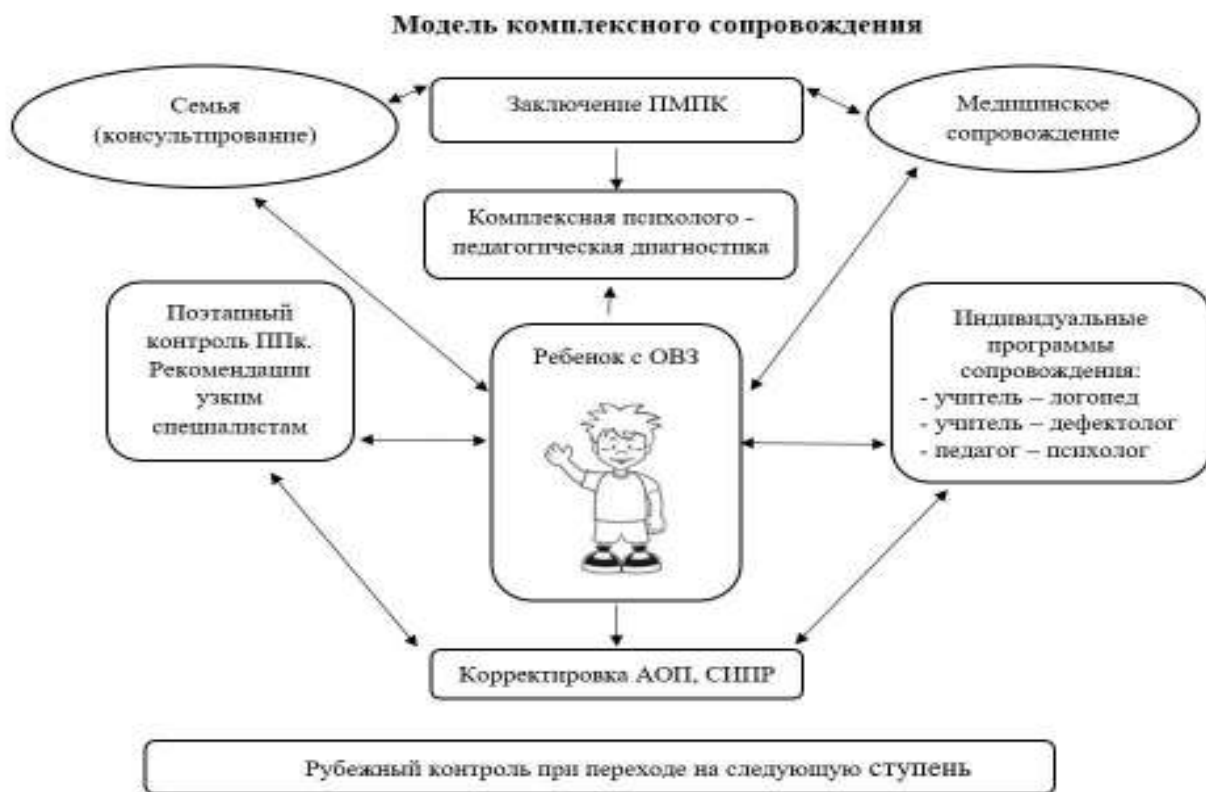 Модель комплексного сопровождения
Семья
(консультирование)
Заключение ПМПК
Медицинское
сопровождение
Комплексная психолого -
педагогическая диагностика
Поэтапный
контроль ППк.
Рекомендации
узким
специалистам
Ребенок с ОВЗ
Индивидуальные
программы
сопровождения:
- учитель – логопед
- учитель – дефектолог
- педагог – психолог
Корректировка АОП, СИПР
Рубежный контроль при переходе на следующую ступень